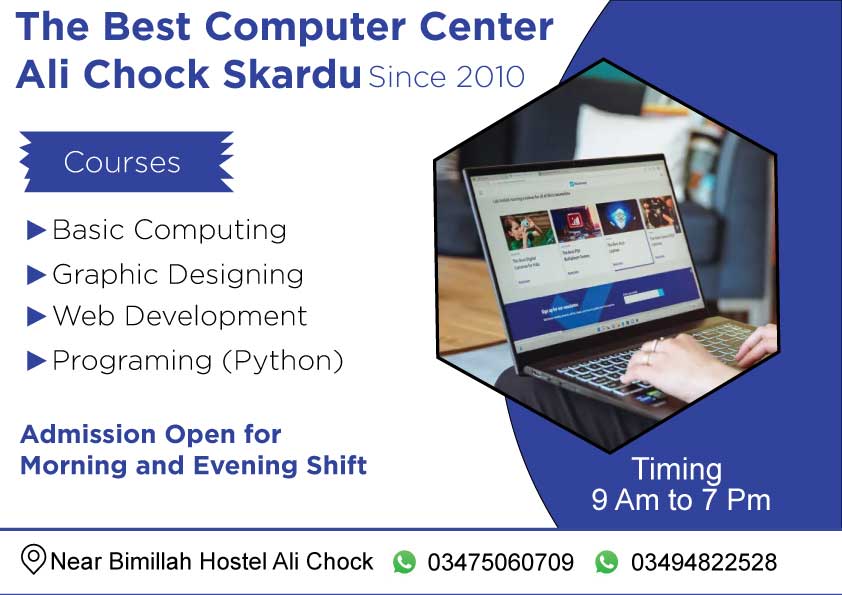 The Best Computer Center
Ali Chock Skardu Since 2010
Courses
Basic Computing
Graphic Designing
Web Development
Programing (Python)
Admission Open for
Morning and Evening Shift
Timing
9 Am to 7 Pm
Near Bimillah Hostel Ali Chock 03475060709 03494822528